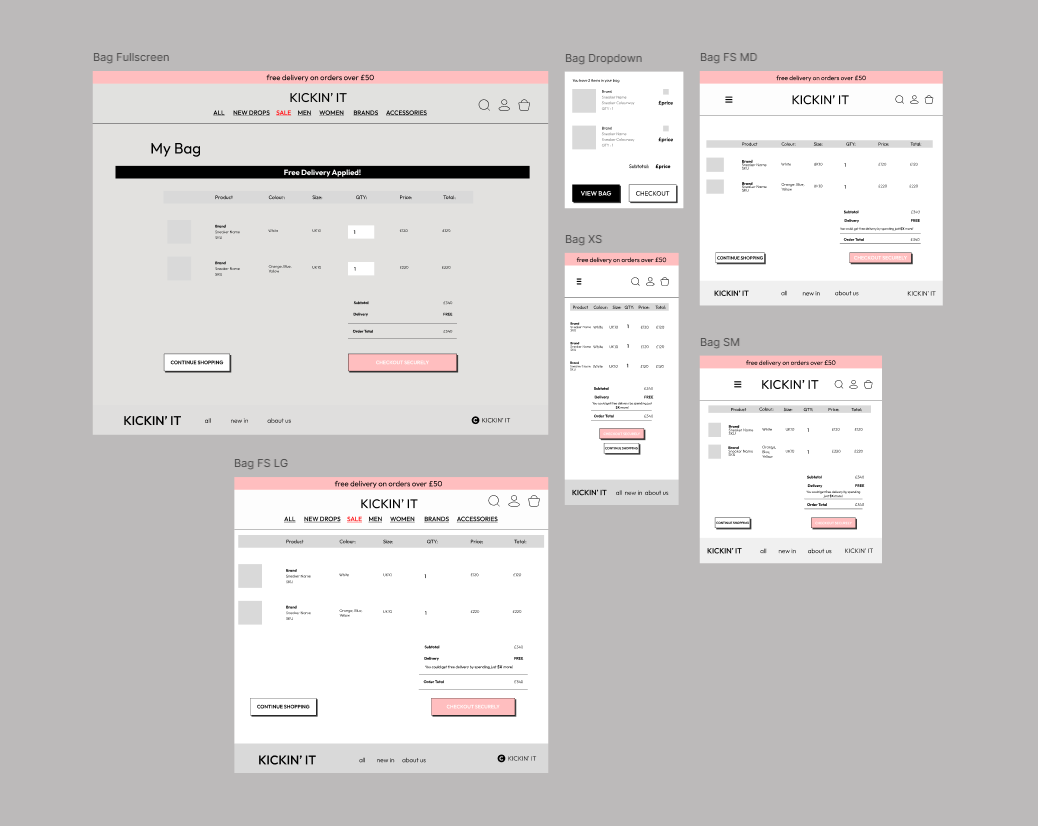 Bag Fullscreen
free delivery on orders over £50
KICKIN' IT
ALL NEW DROPS SALE MEN WOMEN BRANDS ACCESSORIES
My Bag
Free Delivery Applied!
Product Colour: Size: QTY: Price: Total:
Brand
Sneaker Name
SKU
White UK10 1 £120
Brand
Sneaker Name
SKU
Orange, Blue,
Yellow
UK10 1 £220 £220
Subtotal £340
Delivery FREE
Order Total £340
CONTINUE SHOPPING CHECKOUT SECURELY
KICKIN' IT all new in about us C KICKIN' IT
Bag Dropdown
You have 2 items in your bag
Brand
Sneaker Name
Sneaker Colourway
QTY: 1
£price
Brand
Sneaker Name
Sneaker Colourway
QTY: 1
£price
Subtotal: £price
VIEW BAG CHECKOUT
Bag FS MD
free delivery on orders over £50
KICKIN' IT
Product Colour: Size: QTY: Price: Total:
Brand
Sneaker Name
SKU
White UK10 1 £120 £120
Brand
Sneaker Name
SKU
Orange, Blue,
Yellow
UK10 1 £220 £220
Subtotal £340
Delivery FREE
You could get free delivery by spending just £X more!
Order Total £340
CONTINUE SHOPPING CHECKOUT SECURELY
KICKIN' IT all new in about us KICKIN' IT
Bag XS
free delivery on orders over £50
Product Colour: Size: QTY: Price: Total:
Brand
Sneaker Name
SKU
White UK10 1 £120 £120
Brand
Sneaker Name
SKU
White UK10 1 £120 £120
Brand
Sneaker Name
SKU
White UK10 1 £120 £120
Subtotal £340
Delivery FREE
You could get free delivery by spending just
£X more!
Order Total £340
CHECKOUT SECURELY
CONTINUE SHOPPING
KICKIN' IT all new in about us
Bag SM
free delivery on orders over £50
KICKIN' IT
Product Colour: Size: QTY: Price: Total:
Brand
Sneaker Name
SKU
White UK10 1 £120 £120
Brand
Sneaker Name
SKU
Orange,
Blue,
Yellow
UK10 1 £220 £220
Subtotal £340
Delivery FREE
You could get free delivery by spending
just £X more!
Order Total £340
CONTINUE SHOPPING CHECKOUT SECURELY
KICKIN' IT all new in about us KICKIN' IT
Bag FS LG
free delivery on orders over £50
KICKIN' IT
ALL NEW DROPS SALE MEN WOMEN BRANDS ACCESSORIES
Product Colour: Size: QTY: Price: Total:
Brand
Sneaker Name
SKU
White UK10 1 £120 £120
Brand
Sneaker Name
SKU
Orange, Blue,
Yellow
UK10 1 £220 £220
Subtotal £340
Delivery FREE
You could get free delivery by spending just £X more!
Order Total £340
CONTINUE SHOPPING CHECKOUT SECURELY
KICKIN' IT all new in about us C KICKIN' IT